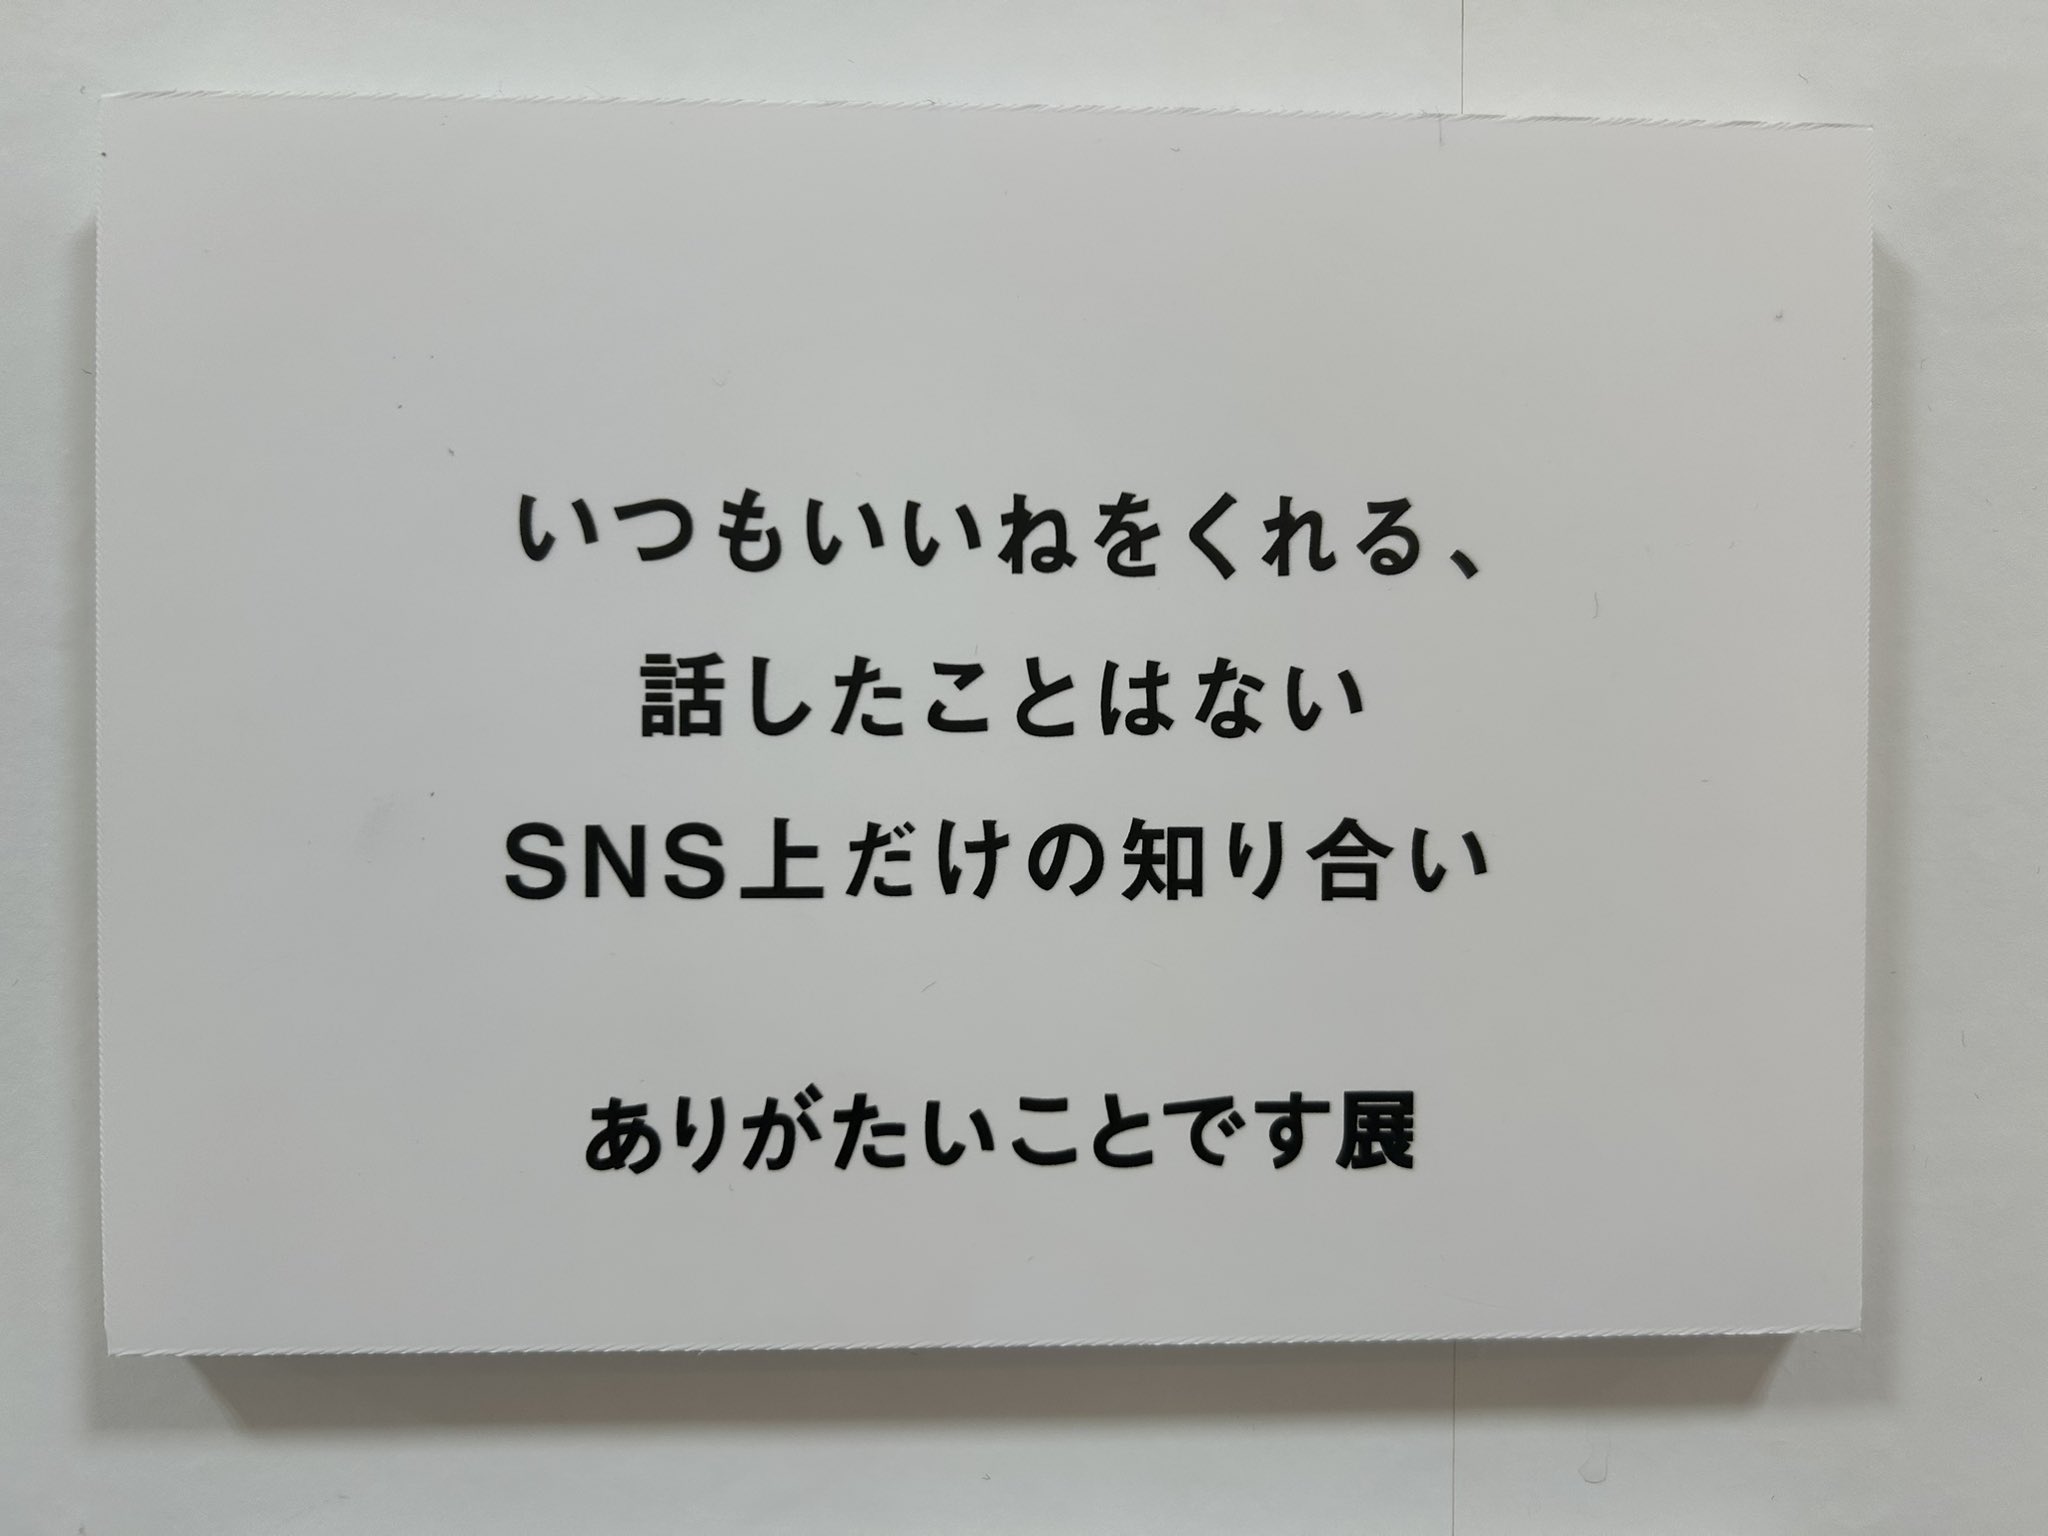 いつもいいねをくれる、
話したことはない
SNS上だけの知り合い
ありがたいことです展